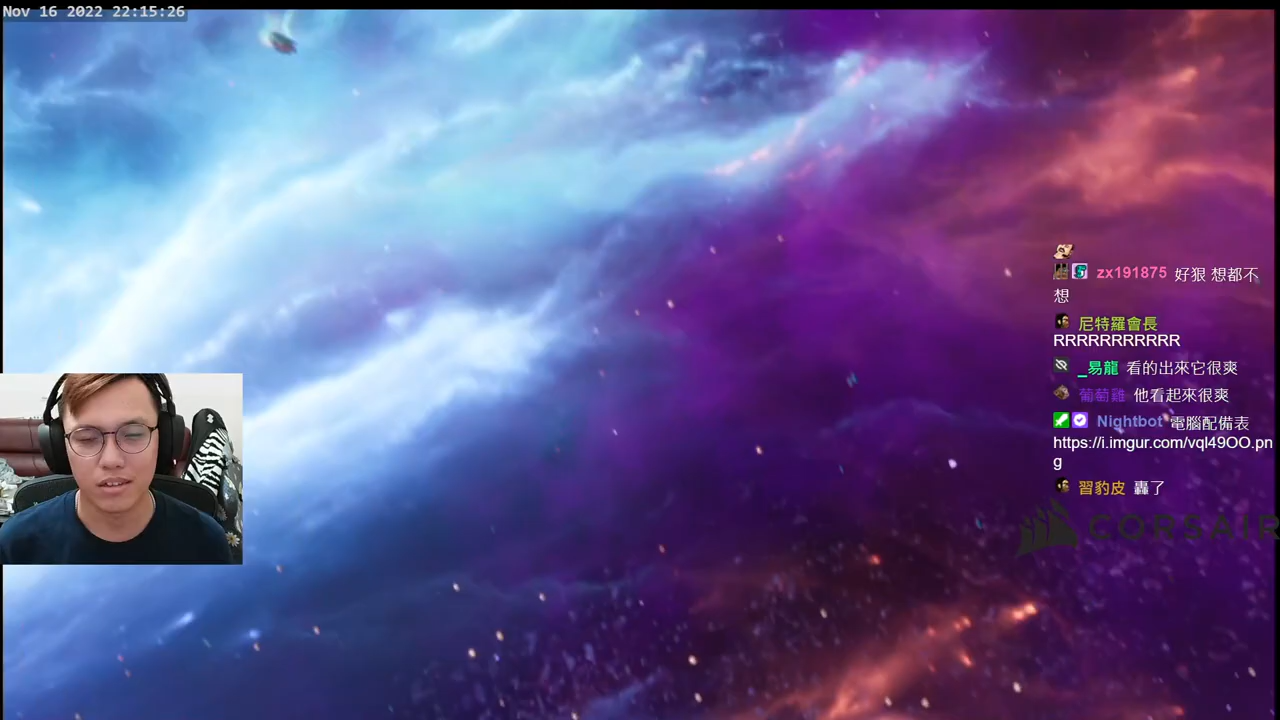 Nov 16 2022 22:15:26
zx191875 好狠 想都不
想
尼特羅會長
RRRRRRRRRRR
_易龍 看的出來它很爽
葡萄雞 他看起來很爽
Nightbot 電腦配備表
https://i.imgur.com/vql49OO.pn
g
習豹皮 轟了
CORSAIR